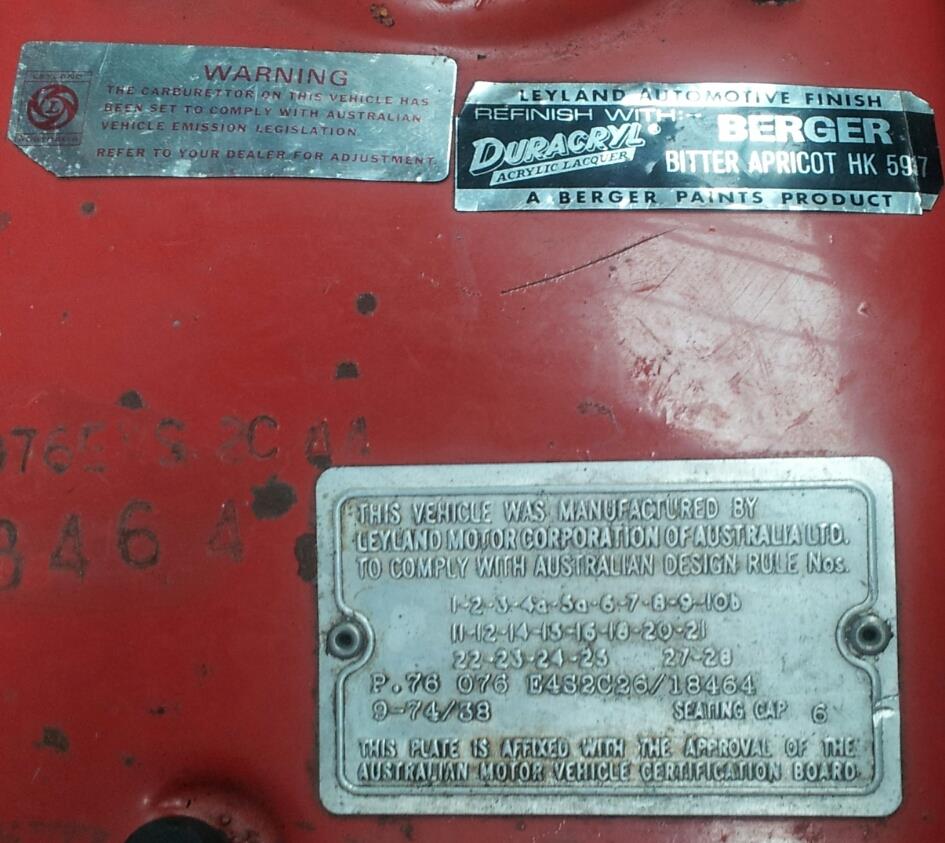 LEYLAND
L
AUSTRALIA
WARNING
THE CARBURETTOR ON THIS VEHICLE HAS
BEEN SET TO COMPLY WITH AUSTRALIAN
VEHICLE EMISSION LEGISLATION
REFER TO YOUR DEALER FOR ADJUSTMENT.
LEYLAND AUTOMOTIVE FINISH
REFINISH WITH:-
DURACRYL®
ACRYLIC LACQUER
BERGER
BITTER APRICOT HK
A BERGER PAINTS PRODUCT
2C 44
THIS VEHICLE WAS MANUFACTURED BY
LEYLAND MOTOR CORPORATION OF AUSTRALIA LTD.
TO COMPLY WITH AUSTRALIAN DESIGN RULE Nos.
1-2-3-4a-5a-6-7-8-9-10b
11-12-14-15-16-18-20-21
22-23-24-25 27-28
P.76 076 E4S2C26/18464
9-74/38 SEATING CAP 6
THIS PLATE IS AFFIXED WITH THE APPROVAL OF THE
AUSTRALIAN MOTOR VEHICLE CERTIFICATION BOARD